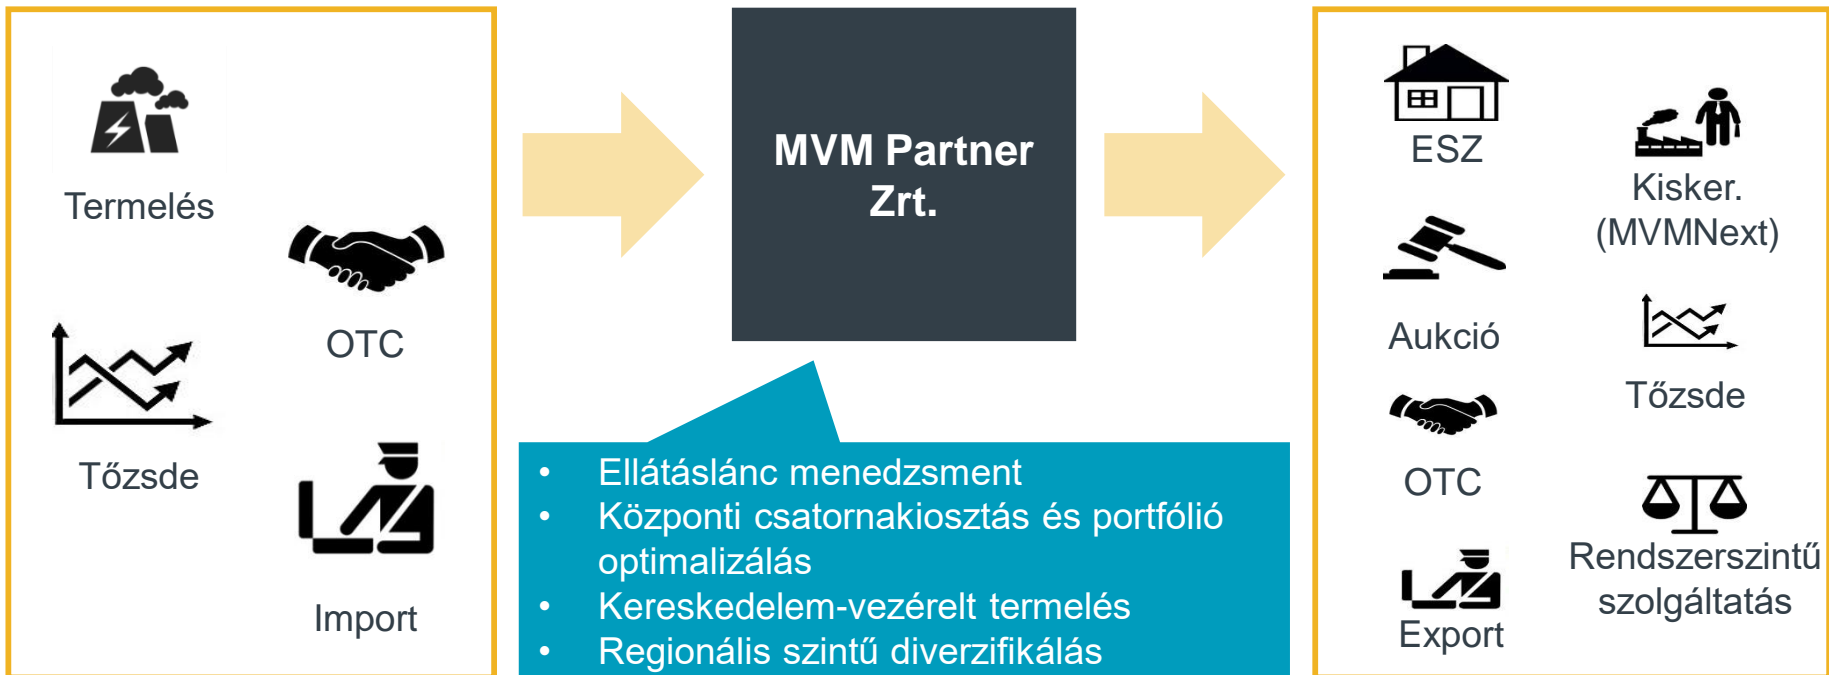 Termelés
OTC
Tőzsde
Import
MVM Partner
Zrt.
• Ellátáslánc menedzsment
• Központi csatornakiosztás és portfólió
optimalizálás
• Kereskedelem-vezérelt termelés
• Regionális szintű diverzifikálás
ESZ
Kisker.
(MVMNext)
Aukció
Tőzsde
OTC
Rendszerszintű
szolgáltatás
Export